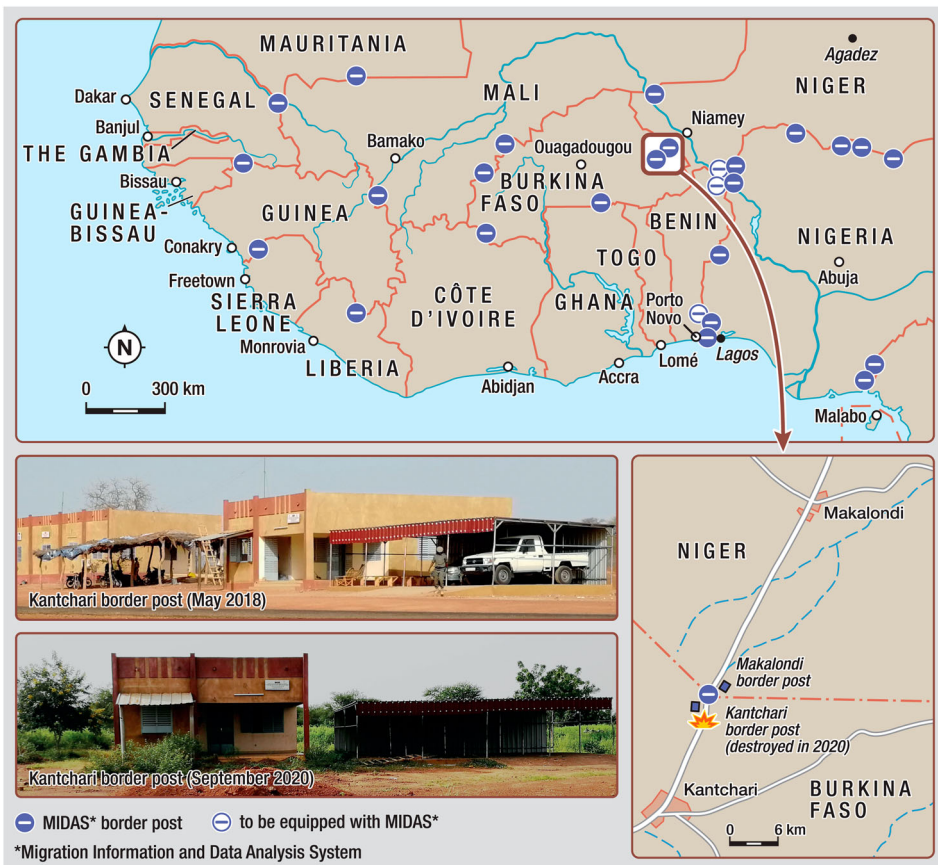 MAURITANIA
Agadez
NIGER
Dakar
SENEGAL
MALI
Banjul
THE GAMBIA
Bamako
Niamey
Ouagadougou
Bissau
GUINEA-
BISSAU
GUINEA
BURKINA
FASO
BENIN
NIGERIA
Conakry
TOGO
Abuja
Freetown
SIERRA
LEONE
CÔTE
D'IVOIRE
GHANA
Porto
Novo
N
Monrovia
LIBERIA
Lomé
Lagos
Abidjan
Accra
0 300 km
Malabo
Kantchari border post (May 2018)
Kantchari border post (September 2020)
Makalondi
NIGER
Makalondi
border post
Kantchari
border post
(destroyed in 2020)
Kantchari
BURKINA
FASO
0 6 km
MIDAS* border post
to be equipped with MIDAS*
*Migration Information and Data Analysis System